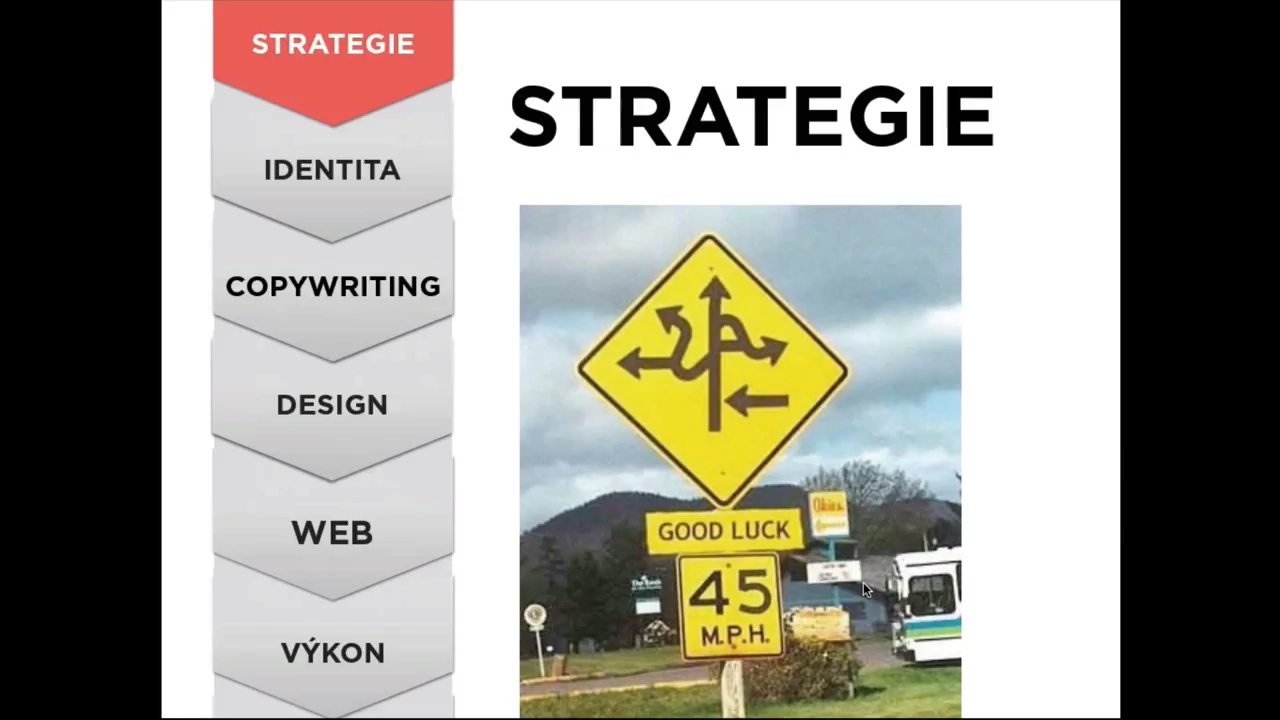 STRATEGIE
IDENTITA
COPYWRITING
DESIGN
WEB
VÝKON
STRATEGIE
GOOD LUCK
45
M.P.H.